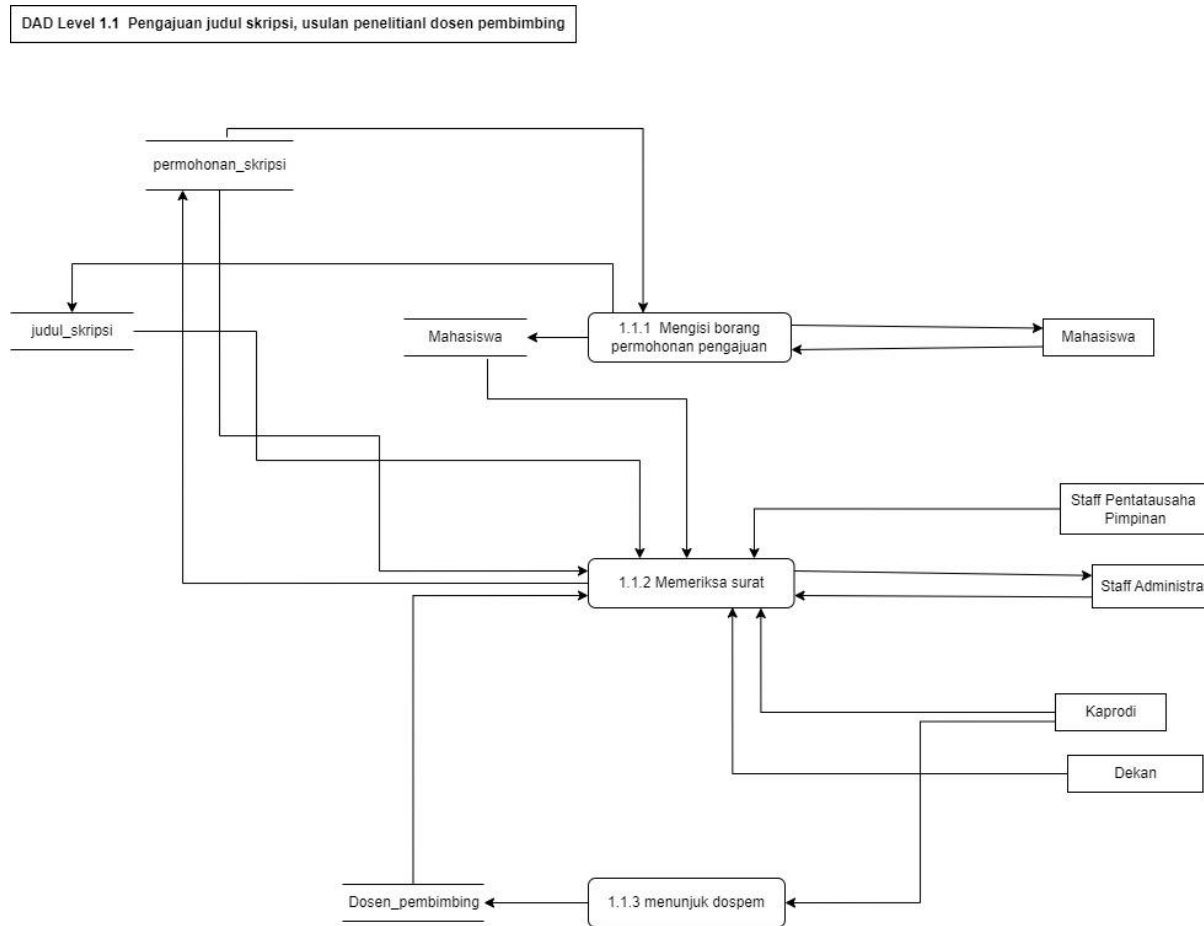 DAD Level 1.1 Pengajuan judul skripsi, usulan penelitianl dosen pembimbing
permohonan_skripsi
judul_skripsi
Mahasiswa
1.1.1 Mengisi borang
permohonan pengajuan
Mahasiswa
Staff Pentatausaha
Pimpinan
1.1.2 Memeriksa surat
Staff Administra
Kaprodi
Dekan
Dosen_pembimbing
1.1.3 menunjuk dospem